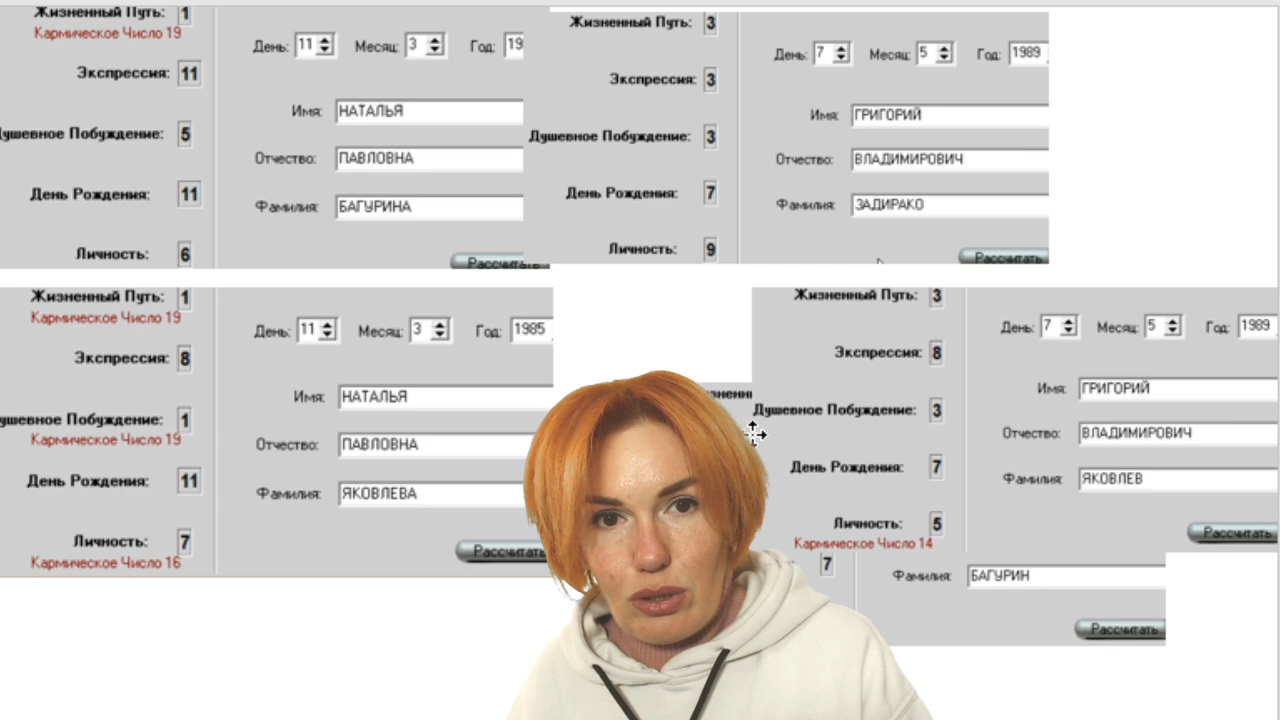 Жизненный Путь: 1
Кармическое Число 19
Экспрессия: 11
Душевное Побуждение: 5
День Рождения: 11
Личность: 6
День: 11 Месяц: 3 Год: 19
Имя: НАТАЛЬЯ
Отчество: ПАВЛОВНА
Фамилия: БАГУРИНА
Рассчитать
Жизненный Путь: 3
Экспрессия: 3
Душевное Побуждение: 3
День Рождения: 7
Личность: 9
День: 7 Месяц: 5 Год: 1989
Имя: ГРИГОРИЙ
Отчество: ВЛАДИМИРОВИЧ
Фамилия: ЗАДИРАКО
Рассчитать
Жизненный Путь: 1
Кармическое Число 19
Экспрессия: 8
ушевное Побуждение: 1
Кармическое Число 19
День Рождения: 11
Личность: 7
Кармическое Число 16
День: 11 Месяц: 3 Год: 1985
Имя: НАТАЛЬЯ
Отчество: ПАВЛОВНА
Фамилия: ЯКОВЛЕВА
Рассчитать
Жизненный Путь: 3
Экспрессия: 8
Душевное Побуждение: 3
День Рождения: 7
Личность: 5
Кармическое Число 14
День: 7 Месяц: 5 Год: 1989
Имя: ГРИГОРИЙ
Отчество: ВЛАДИМИРОВИЧ
Фамилия: ЯКОВЛЕВ
Рассчитать
7
Фамилия: БАГУРИН
Рассчитать